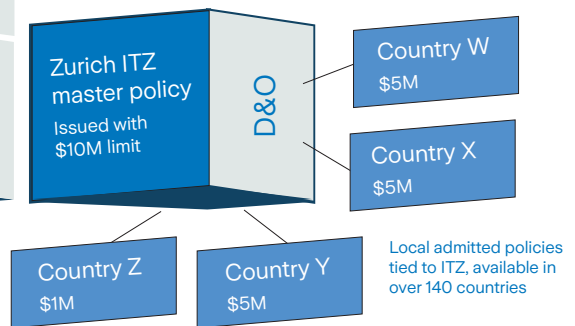 Zurich ITZ
master policy
Issued with
$10M limit
D&O
Country W
$5M
Country X
$5M
Country Z
$1M
Country Y
$5M
Local admitted policies
tied to ITZ, available in
over 140 countries